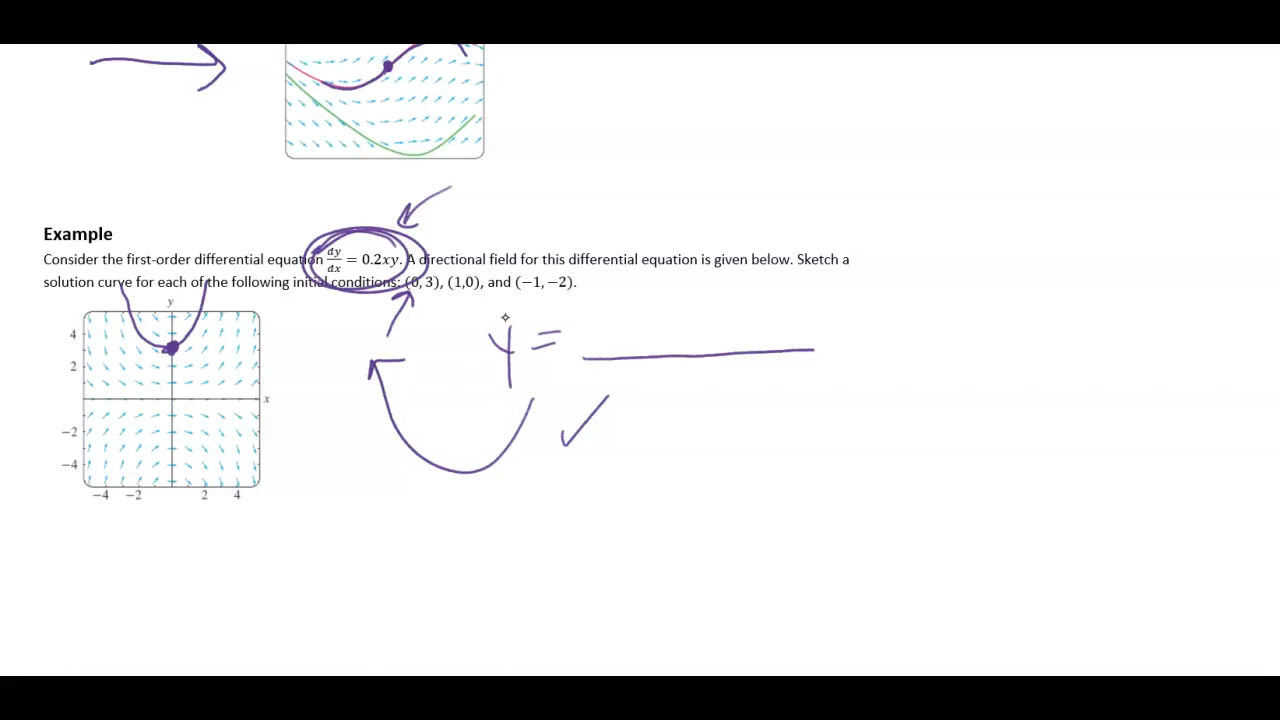 Example
Consider the first-order differential equation dy/dx = 0.2xy. A directional field for this differential equation is given below. Sketch a
solution curve for each of the following initial conditions: (0, 3), (1,0), and (−1, −2).
y
4
2
x
−2
−4
−4 −2 2 4
y =